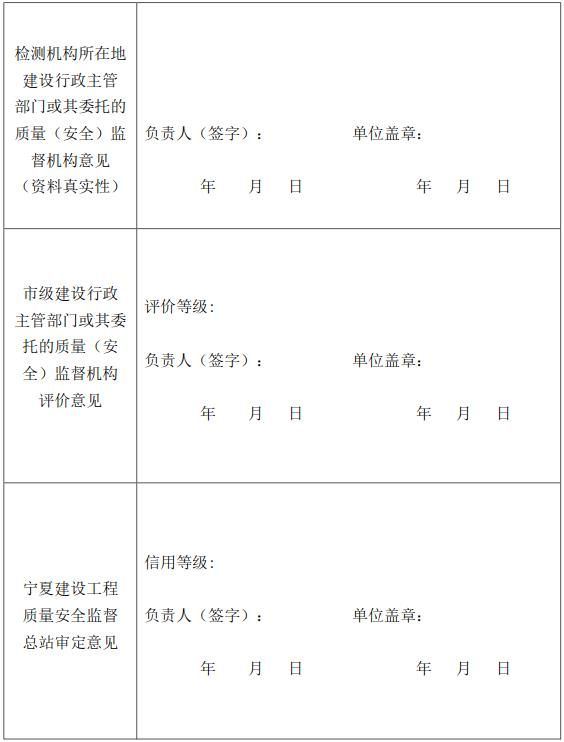 检测机构所在地
建设行政主管
部门或其委托的
质量（安全）监
督机构意见
（资料真实性）
负责人（签字）： 单位盖章：
年 月 日 年 月 日
市级建设行政
主管部门或其委
托的质量（安
全）监督机构
评价意见
评价等级：
负责人（签字）： 单位盖章：
年 月 日 年 月 日
宁夏建设工程
质量安全监督
总站审定意见
信用等级：
负责人（签字）： 单位盖章：
年 月 日 年 月 日